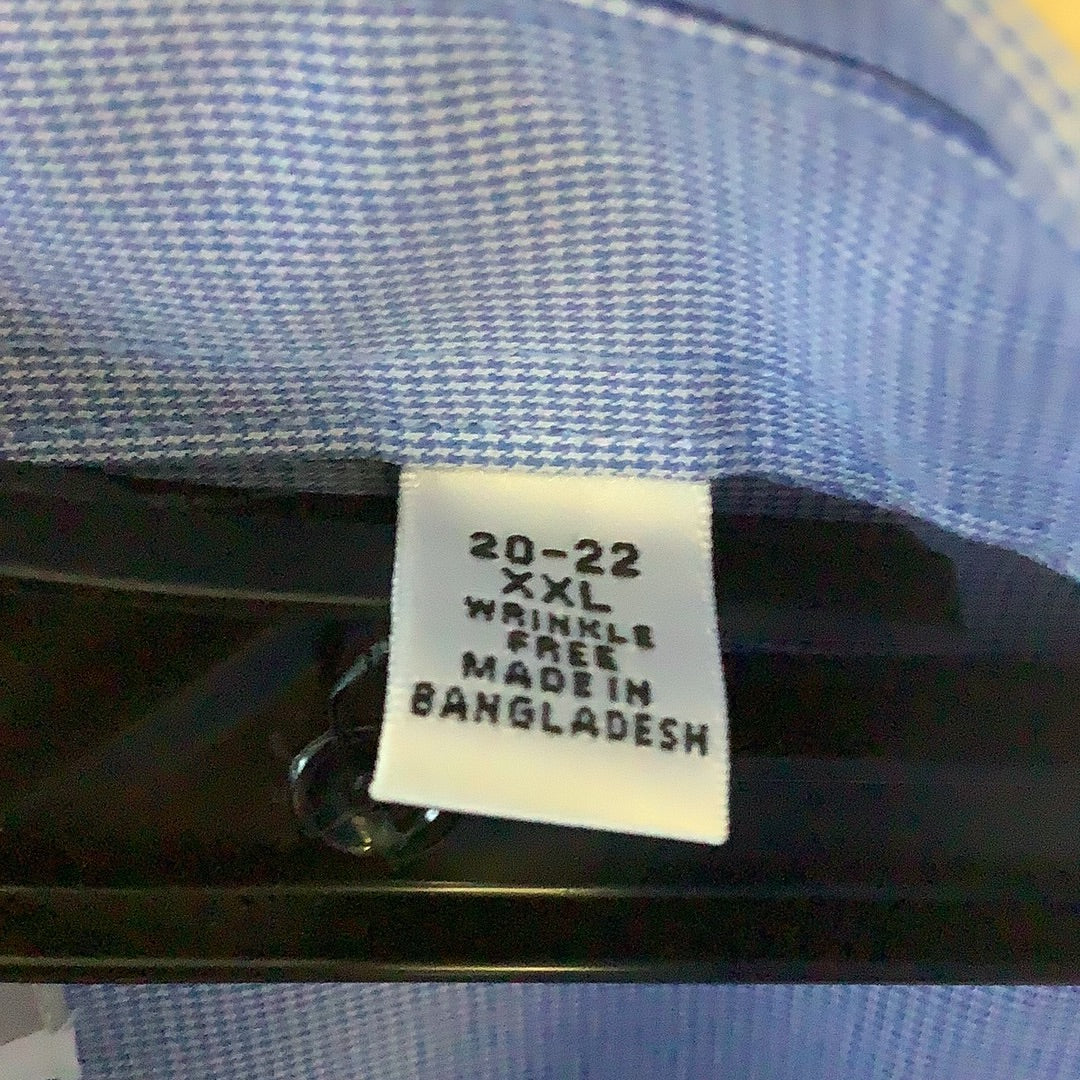 20-22
XXL
WRINKLE
FREE
MADE IN
BANGLADESH